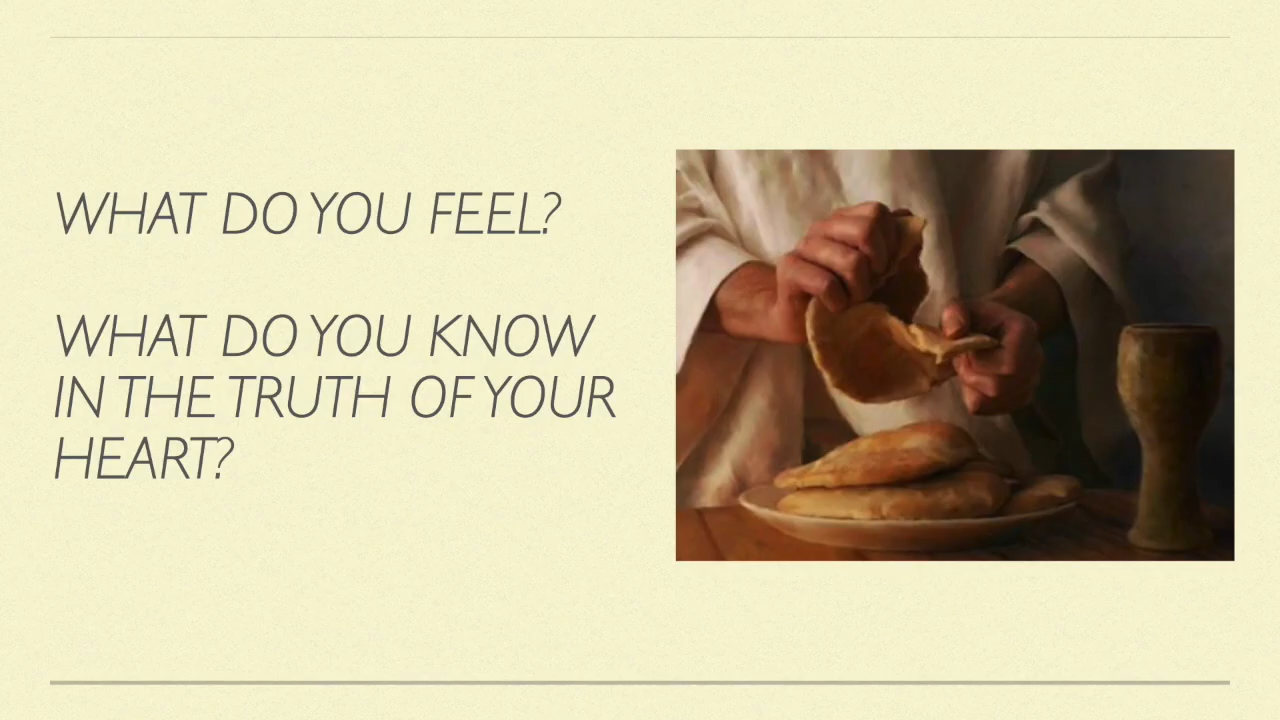 WHAT DO YOU FEEL?
WHAT DO YOU KNOW
IN THE TRUTH OF YOUR
HEART?